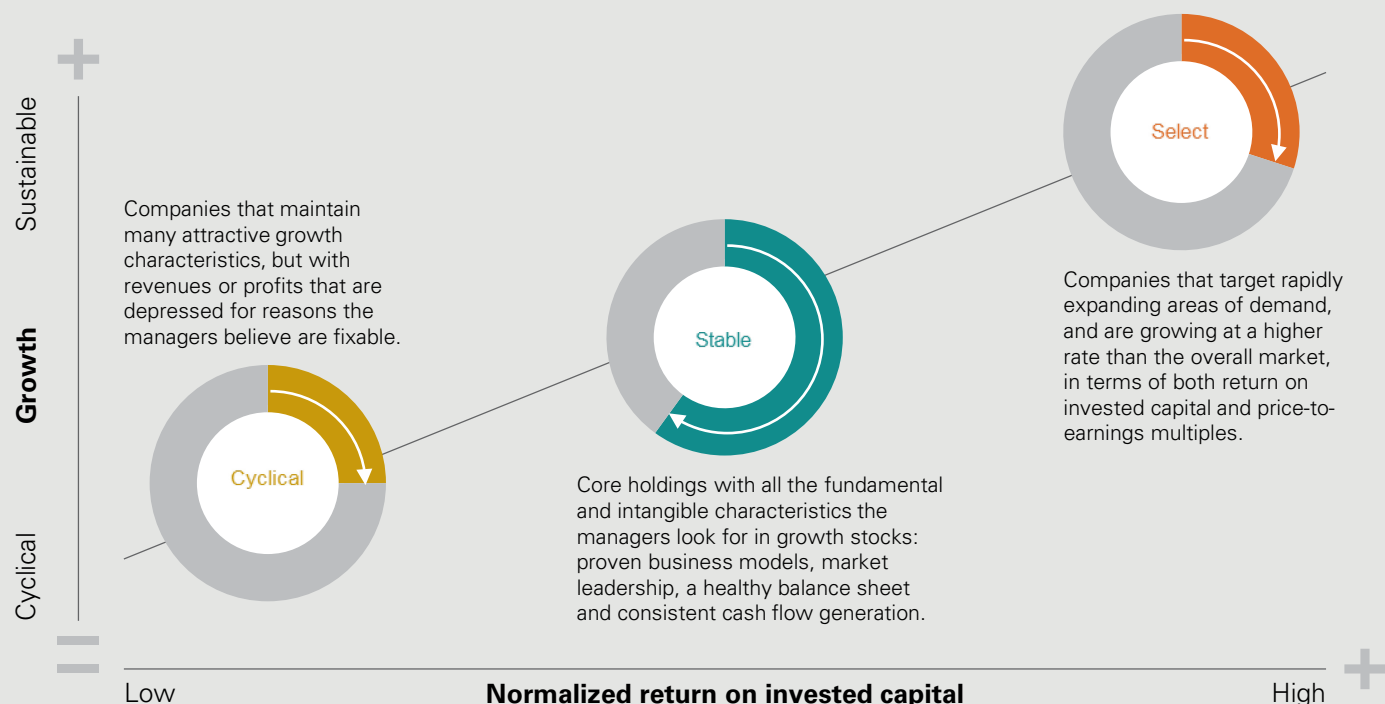 Sustainable
Growth
Cyclical
Companies that maintain
many attractive growth
characteristics, but with
revenues or profits that are
depressed for reasons the
managers believe are fixable.
Cyclical
Stable
Core holdings with all the fundamental
and intangible characteristics the
managers look for in growth stocks:
proven business models, market
leadership, a healthy balance sheet
and consistent cash flow generation.
Select
Companies that target rapidly
expanding areas of demand,
and are growing at a higher
rate than the overall market,
in terms of both return on
invested capital and price-to-
earnings multiples.
Low
Normalized return on invested capital
High